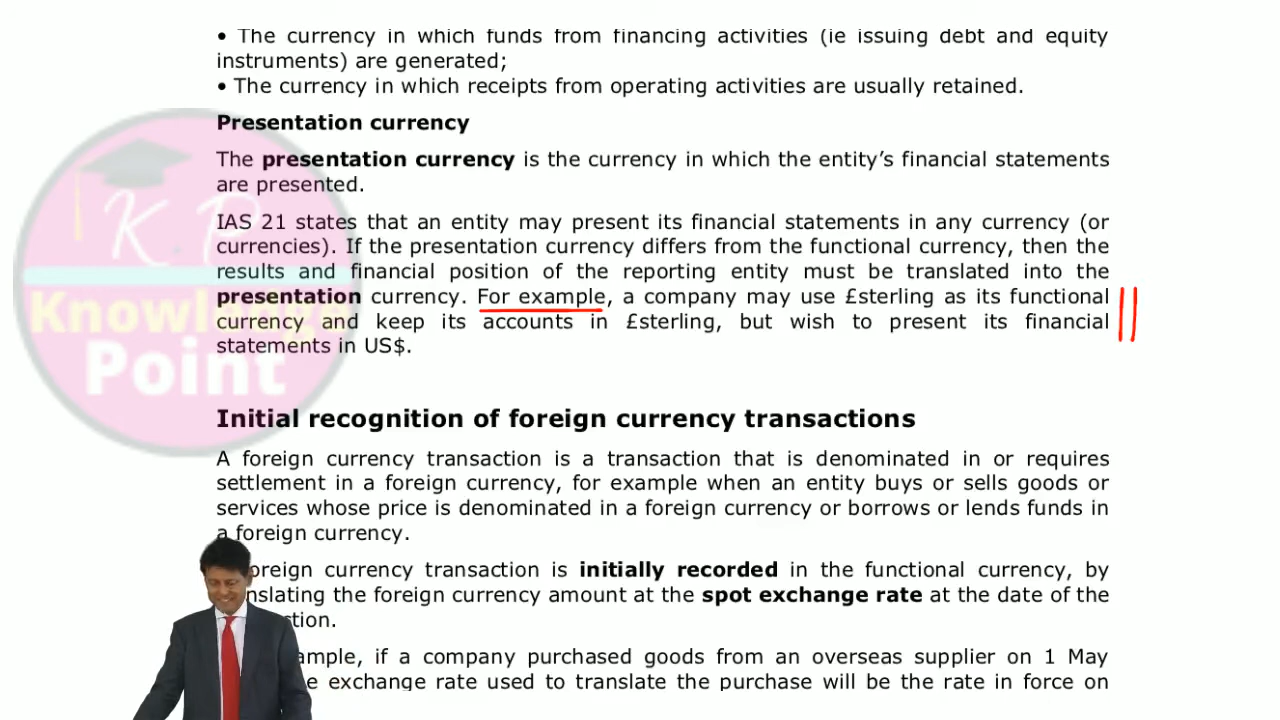 • The currency in which funds from financing activities (ie issuing debt and equity
instruments) are generated;
• The currency in which receipts from operating activities are usually retained.
Presentation currency
The presentation currency is the currency in which the entity’s financial statements
are presented.
IAS 21 states that an entity may present its financial statements in any currency (or
currencies). If the presentation currency differs from the functional currency, then the
results and financial position of the reporting entity must be translated into the
presentation currency. For example, a company may use £sterling as its functional
currency and keep its accounts in £sterling, but wish to present its financial
statements in US$.
K.P
Knowledge
Point
Initial recognition of foreign currency transactions
A foreign currency transaction is a transaction that is denominated in or requires
settlement in a foreign currency, for example when an entity buys or sells goods or
services whose price is denominated in a foreign currency or borrows or lends funds in
a foreign currency.
oreign currency transaction is initially recorded in the functional currency, by
nslating the foreign currency amount at the spot exchange rate at the date of the
ction.
ample, if a company purchased goods from an overseas supplier on 1 May
e exchange rate used to translate the purchase will be the rate in force on